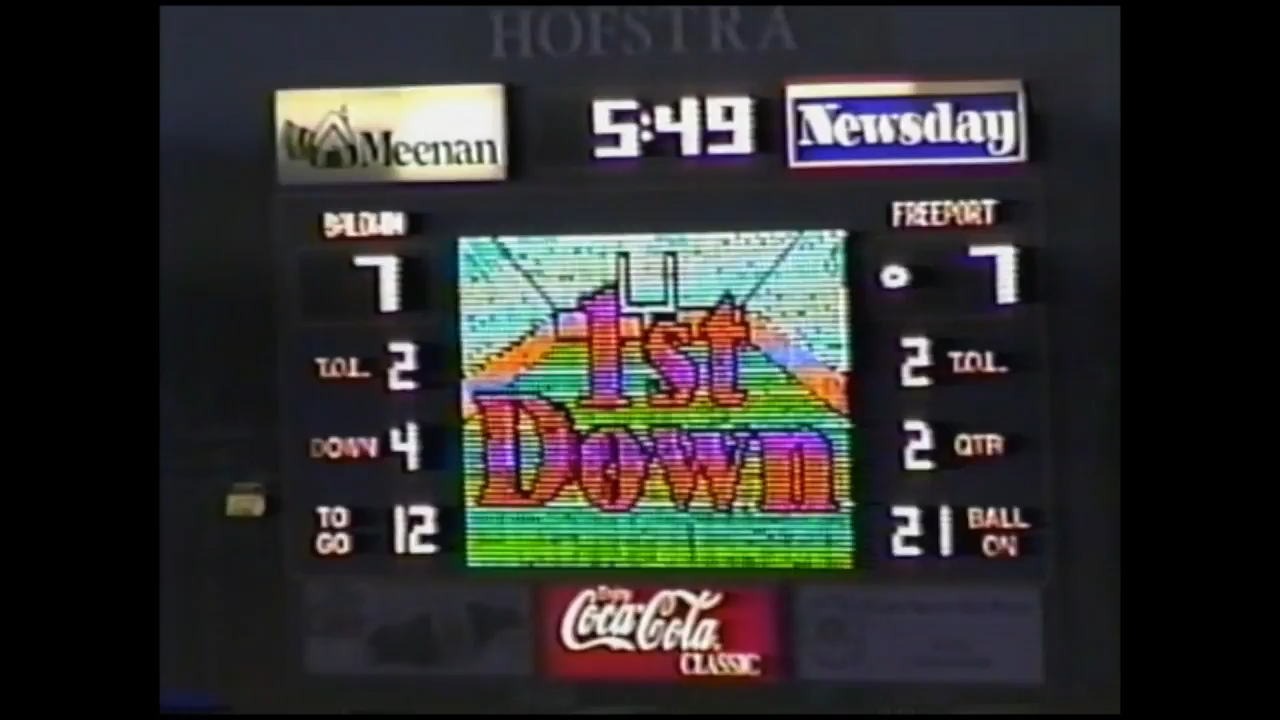 HOFSTRA
Meenan
5:49
Newsday
BALDWIN
FREEPORT
7
7
T.O.L. 2
2 T.O.L.
DOWN 4
2 QTR
TO GO 12
21 BALL ON
1st
Down
Enjoy
Coca-Cola
CLASSIC